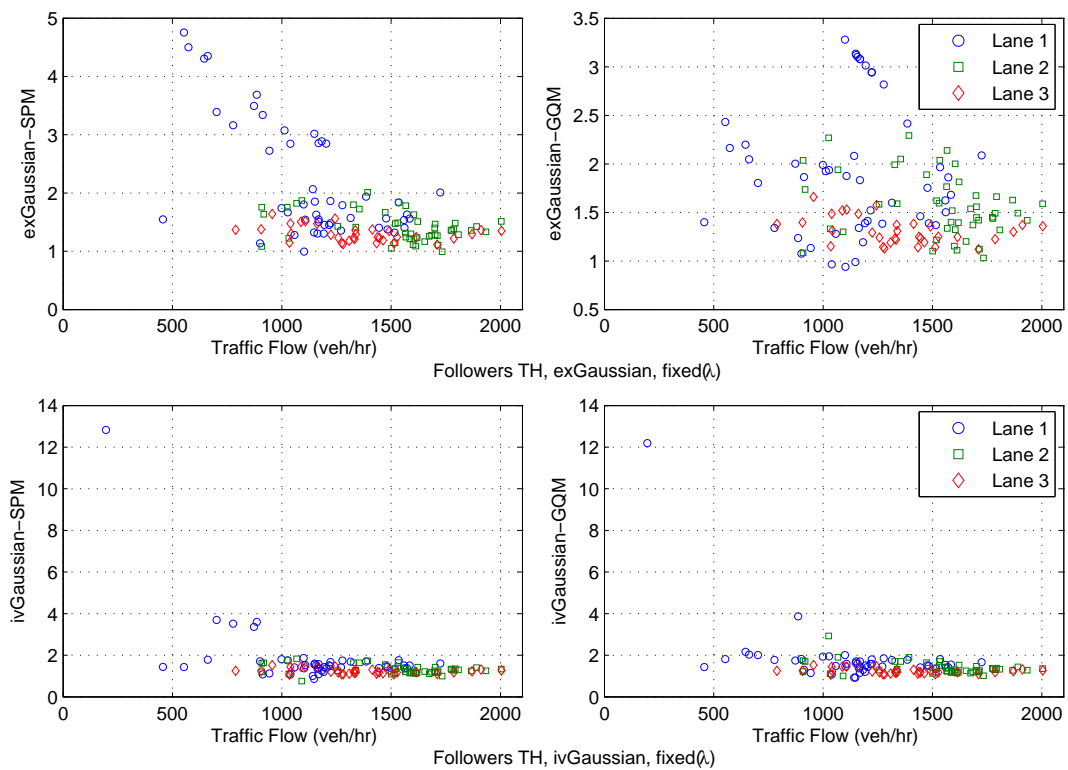 5
4
3
2
1
0
exGaussian−SPM
0 500 1000 1500 2000
Traffic Flow (veh/hr)
3.5
3
2.5
2
1.5
1
0.5
exGaussian−GQM
Lane 1
Lane 2
Lane 3
0 500 1000 1500 2000
Traffic Flow (veh/hr)
Followers TH, exGaussian, fixed(λ)
14
12
10
8
6
4
2
0
ivGaussian−SPM
0 500 1000 1500 2000
Traffic Flow (veh/hr)
14
12
10
8
6
4
2
0
ivGaussian−GQM
Lane 1
Lane 2
Lane 3
0 500 1000 1500 2000
Traffic Flow (veh/hr)
Followers TH, ivGaussian, fixed(λ)